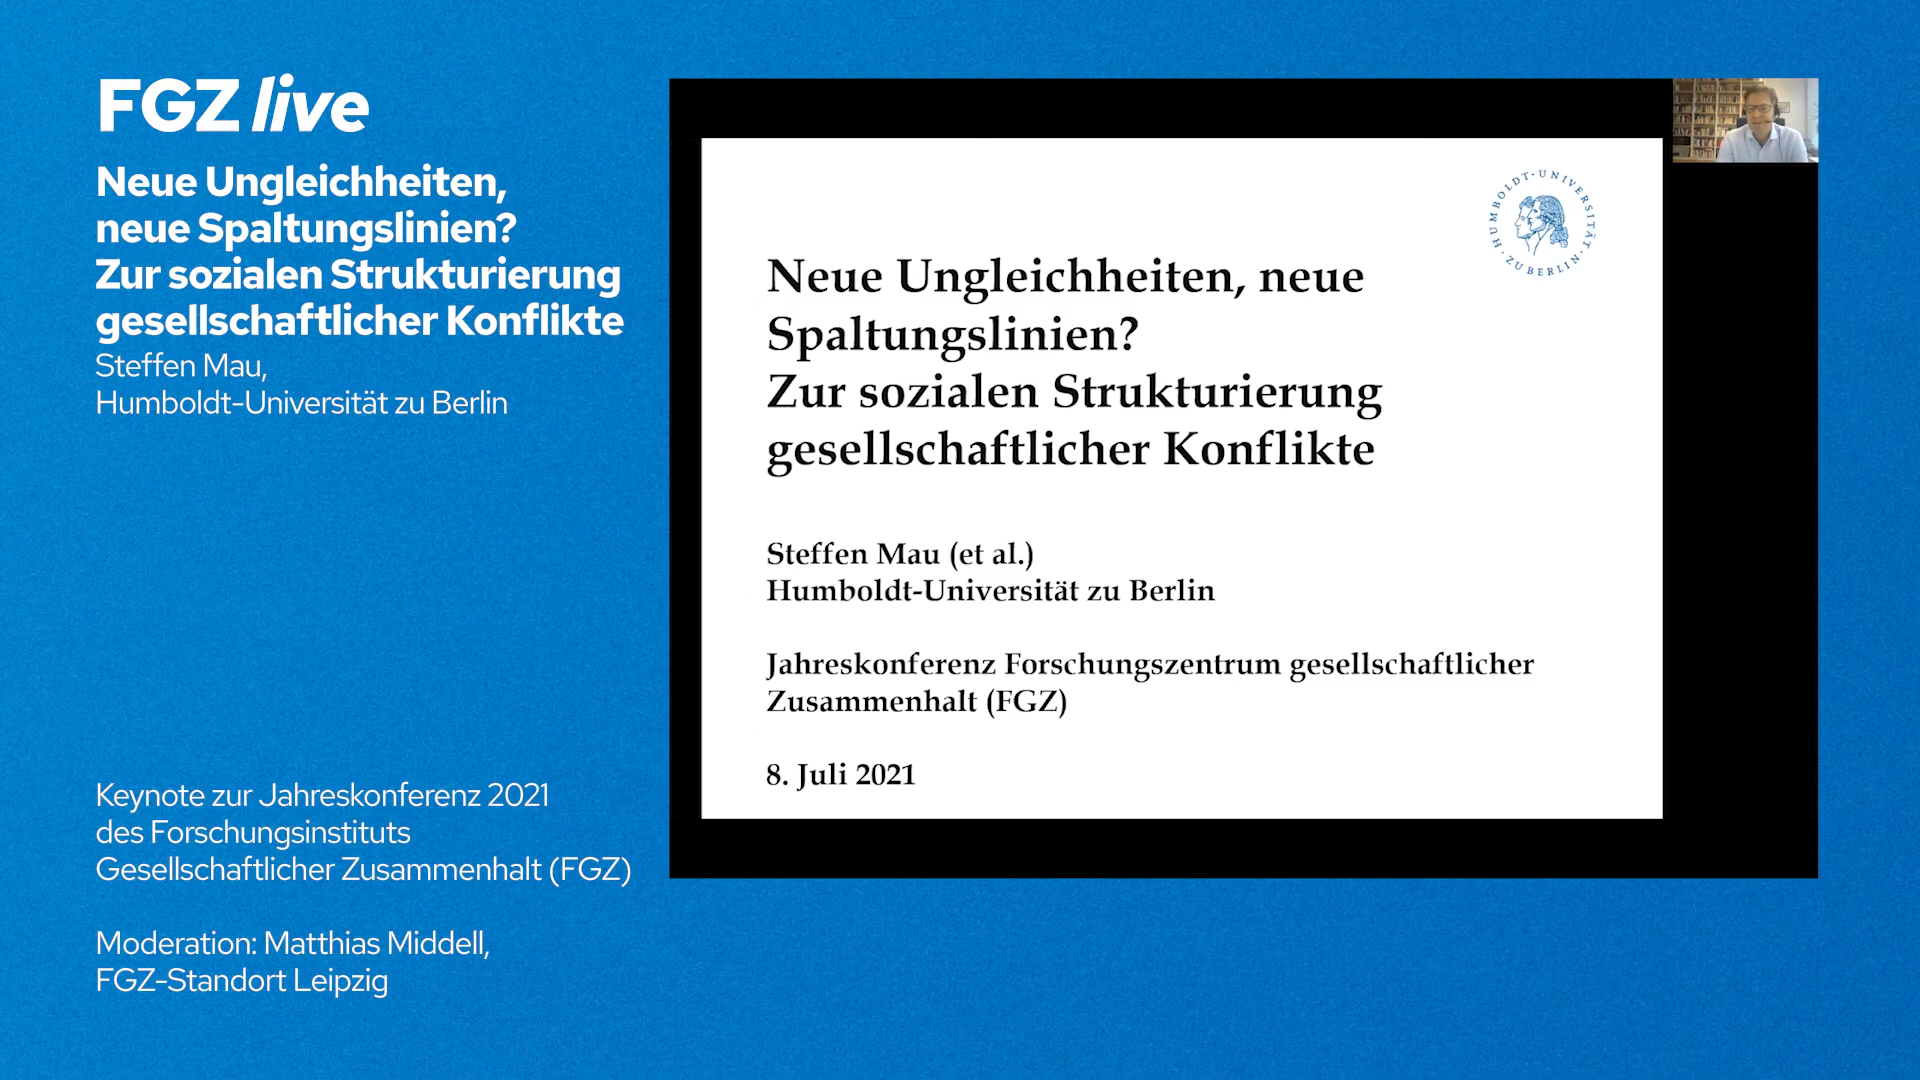 FGZ live
Neue Ungleichheiten,
neue Spaltungslinien?
Zur sozialen Strukturierung
gesellschaftlicher Konflikte
Steffen Mau,
Humboldt-Universität zu Berlin
Keynote zur Jahreskonferenz 2021
des Forschungsinstituts
Gesellschaftlicher Zusammenhalt (FGZ)
Moderation: Matthias Middell,
FGZ-Standort Leipzig
HUMBOLDT-UNIVERSITÄT
ZU BERLIN
Neue Ungleichheiten, neue
Spaltungslinien?
Zur sozialen Strukturierung
gesellschaftlicher Konflikte
Steffen Mau (et al.)
Humboldt-Universität zu Berlin
Jahreskonferenz Forschungszentrum gesellschaftlicher
Zusammenhalt (FGZ)
8. Juli 2021